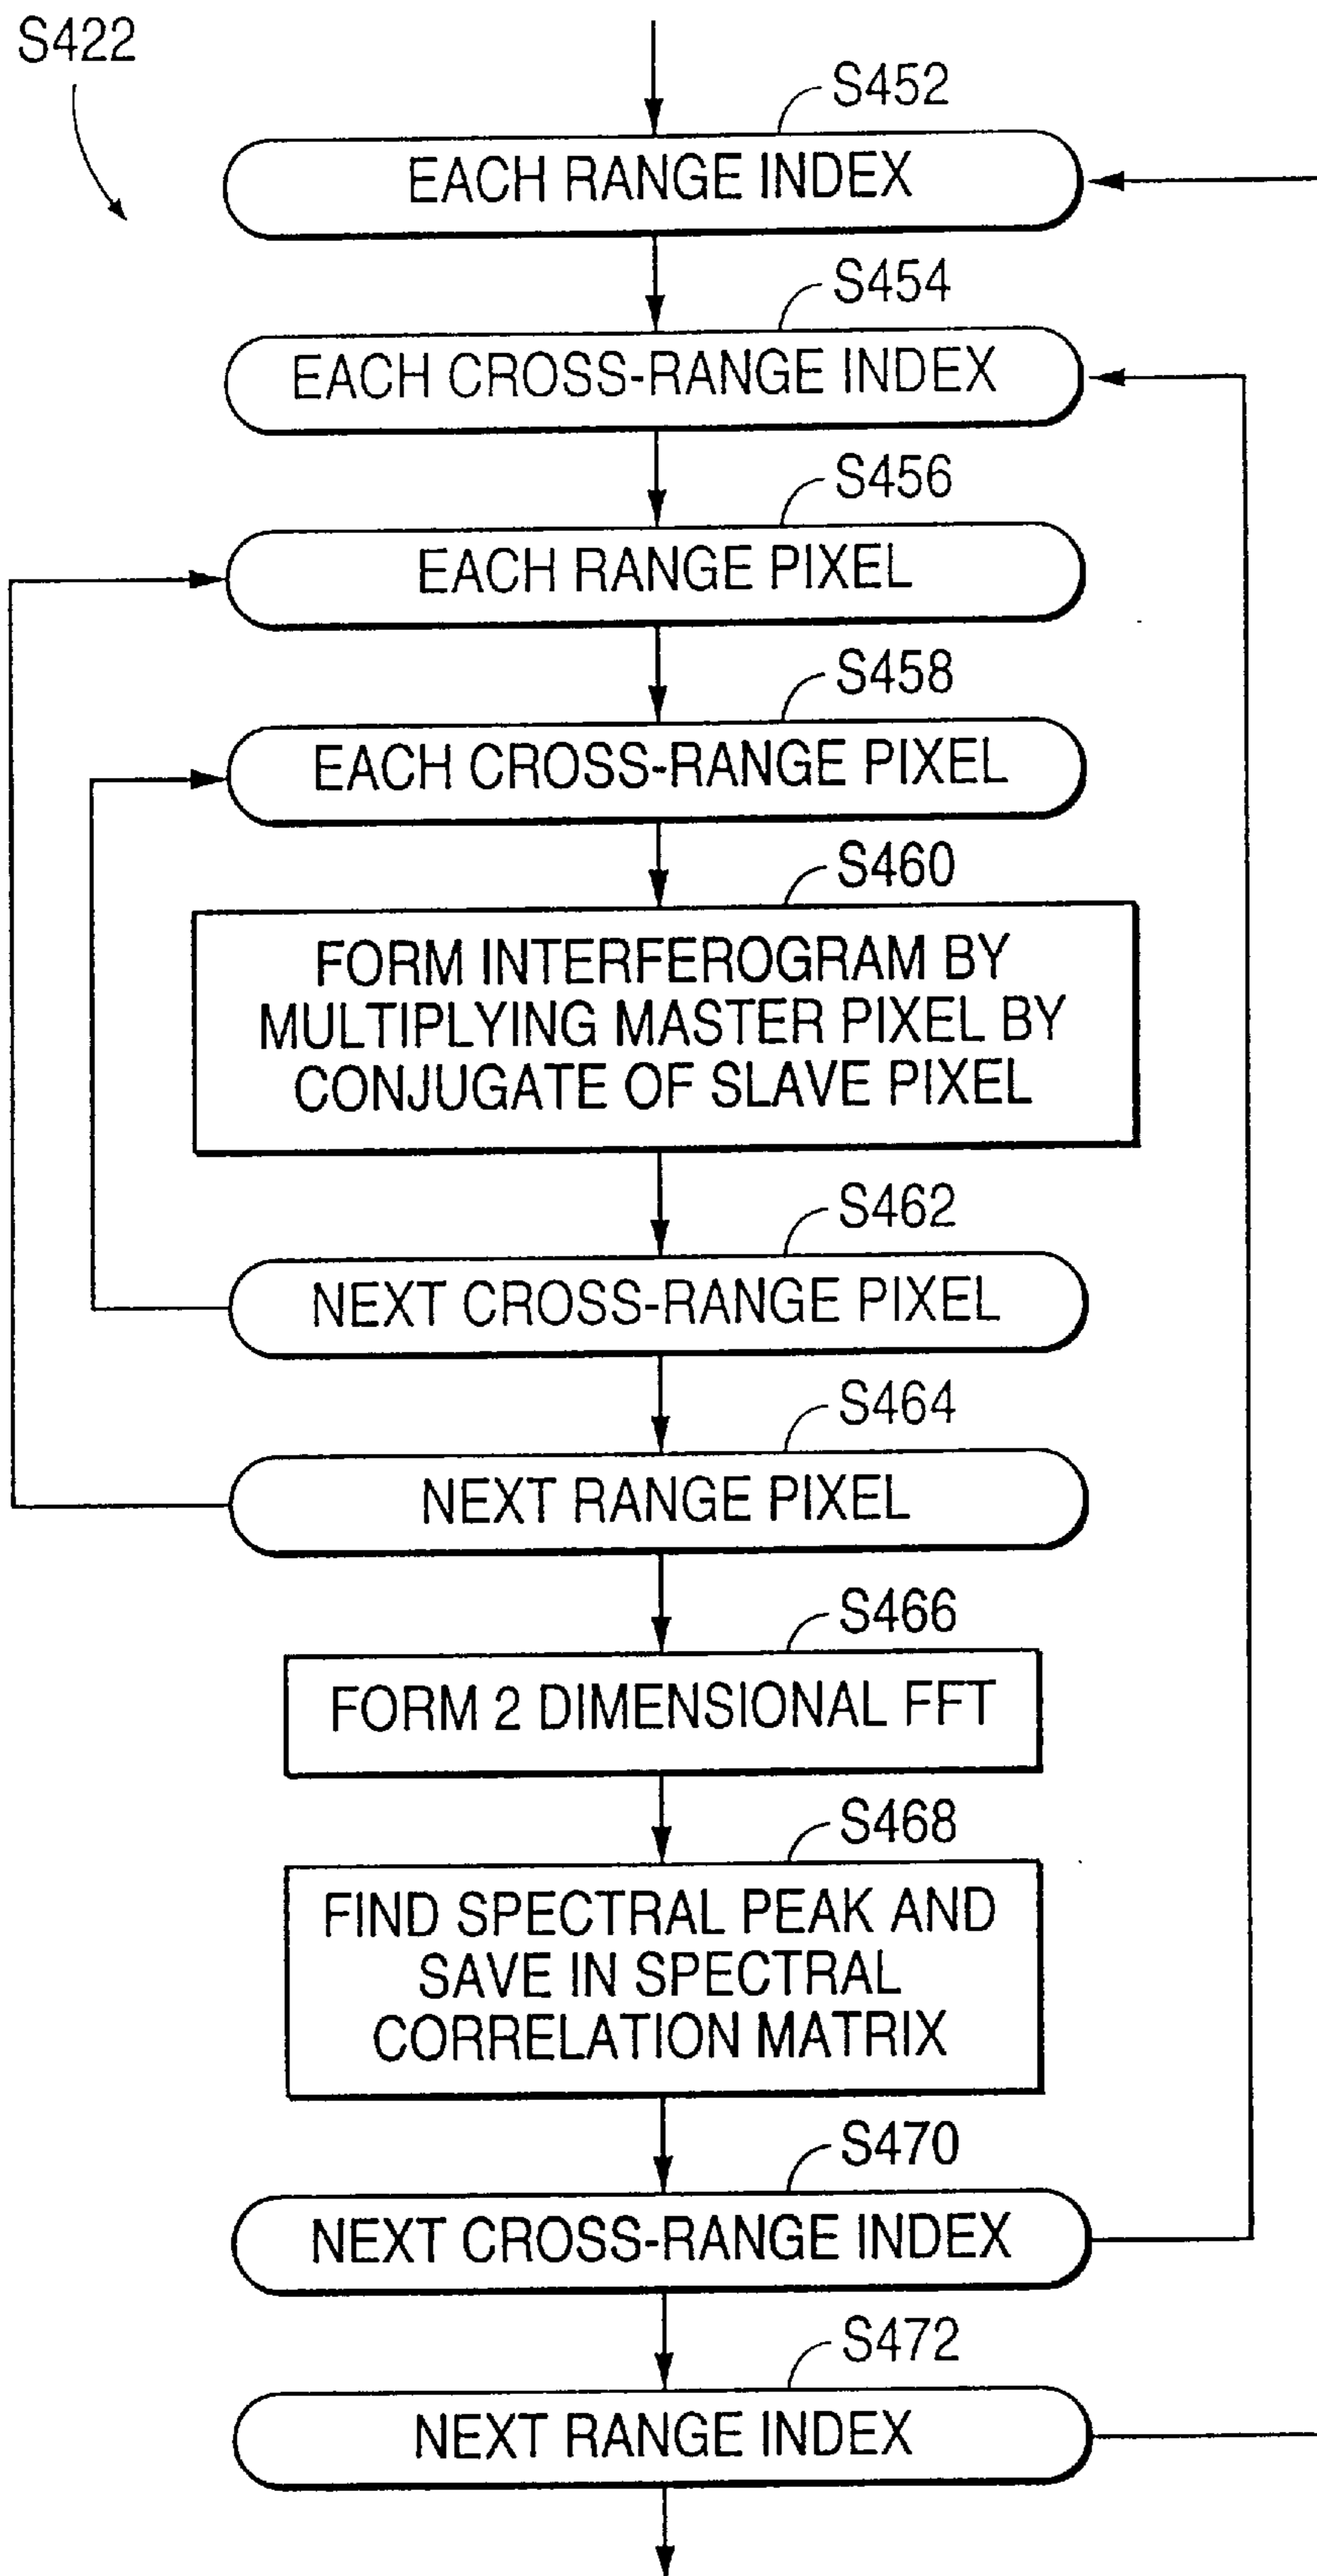 S422
S452
EACH RANGE INDEX
S454
EACH CROSS-RANGE INDEX
S456
EACH RANGE PIXEL
S458
EACH CROSS-RANGE PIXEL
S460
FORM INTERFEROGRAM BY
MULTIPLYING MASTER PIXEL BY
CONJUGATE OF SLAVE PIXEL
S462
NEXT CROSS-RANGE PIXEL
S464
NEXT RANGE PIXEL
S466
FORM 2 DIMENSIONAL FFT
S468
FIND SPECTRAL PEAK AND
SAVE IN SPECTRAL
CORRELATION MATRIX
S470
NEXT CROSS-RANGE INDEX
S472
NEXT RANGE INDEX